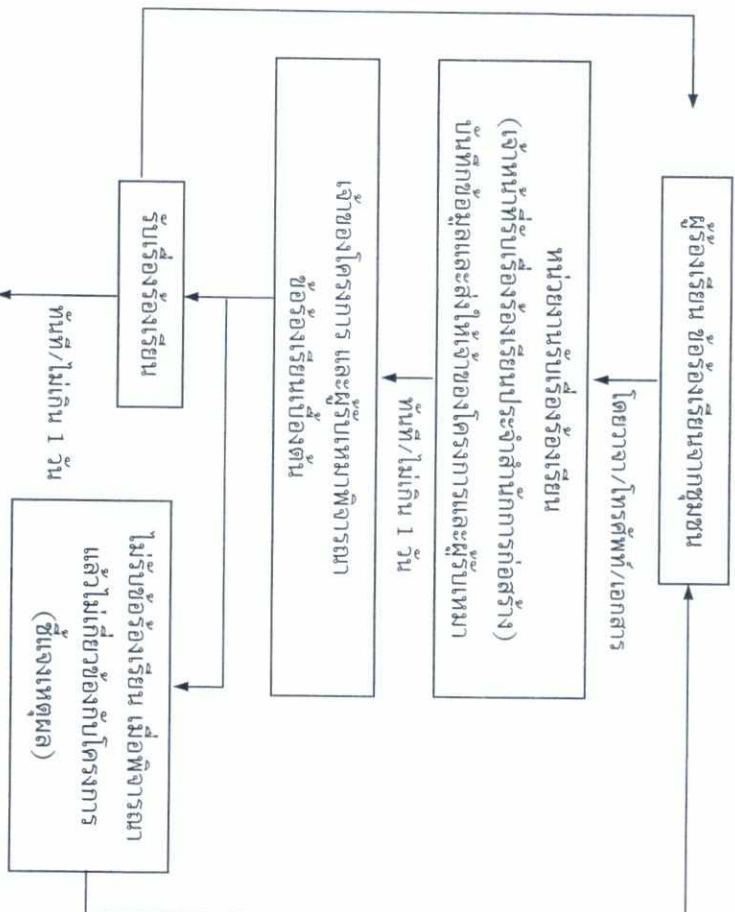 ผู้ร้องเรียน ข้อร้องเรียนจากชุมชน
โดยวาจา/โทรศัพท์/เอกสาร
หน่วยงานรับเรื่องร้องเรียน
(เจ้าหน้าที่รับเรื่องร้องเรียนประจำสำนักการก่อสร้าง)
บันทึกข้อมูลและส่งให้เจ้าของโครงการและผู้รับเหมา
ทันที/ไม่เกิน 1 วัน
เจ้าของโครงการ และผู้รับเหมาพิจารณา
ข้อร้องเรียนเบื้องต้น
รับเรื่องร้องเรียน
ทันที/ไม่เกิน 1 วัน
ไม่รับข้อร้องเรียน เมื่อพิจารณา
แล้วไม่เกี่ยวข้องกับโครงการ
(ชี้แจงเหตุผล)